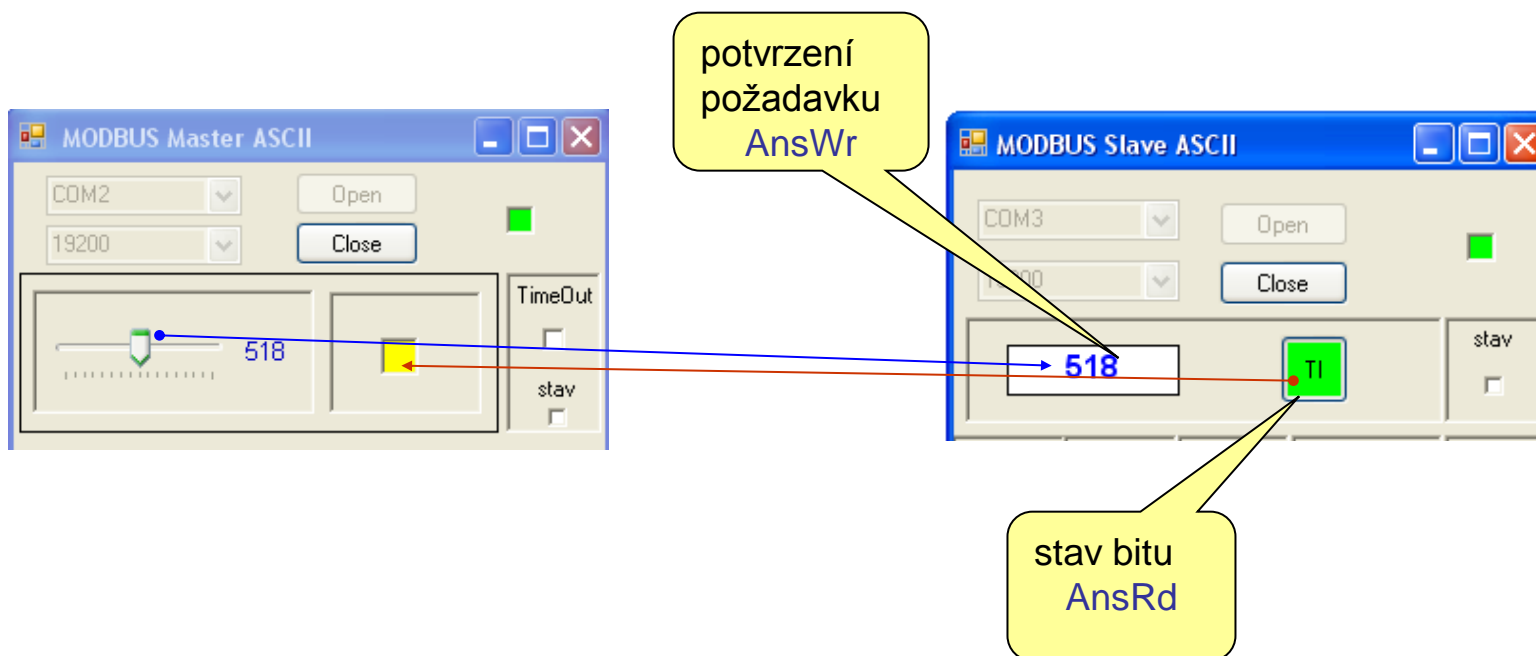 potvrzení
požadavku
AnsWr
MODBUS Master ASCII
COM2
Open
19200
Close
TimeOut
518
stav
MODBUS Slave ASCII
COM3
Open
Close
stav
518
TI
stav bitu
AnsRd